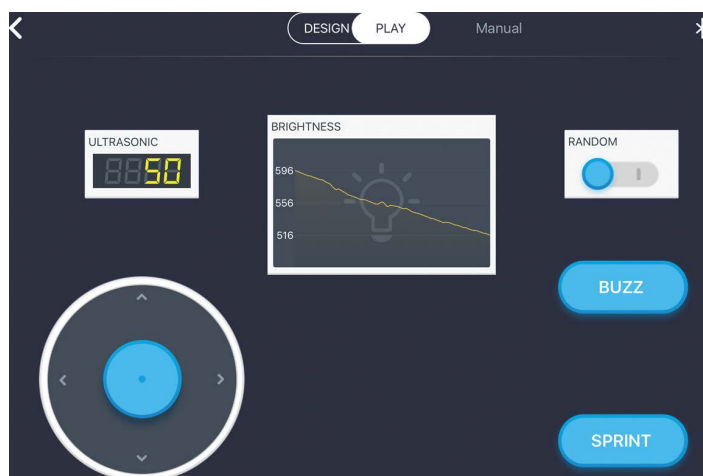 DESIGN PLAY Manual
ULTRASONIC
50
BRIGHTNESS
596
556
516
RANDOM
BUZZ
SPRINT